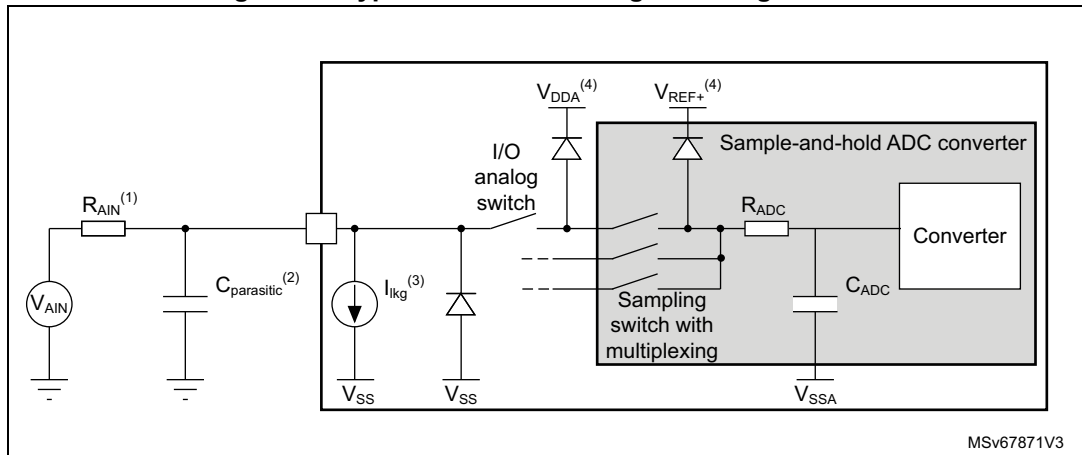 V_DDA^(4)
V_REF+^(4)
Sample-and-hold ADC converter
I/O
analog
switch
R_AIN^(1)
R_ADC
Converter
V_AIN
C_parasitic^(2)
I_lkg^(3)
C_ADC
Sampling
switch with
multiplexing
V_SS
V_SS
V_SSA
MSv67871V3